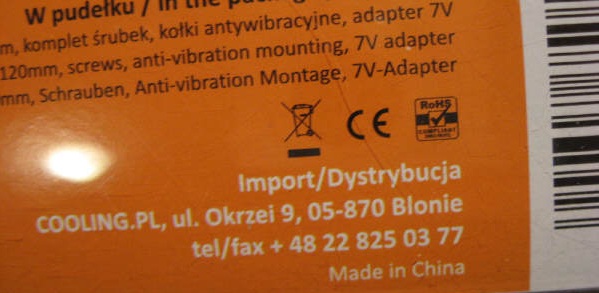 W pudełku / In the packag
m, komplet śrubek, kołki antywibracyjne, adapter 7V
120mm, screws, anti-vibration mounting, 7V adapter
mm, Schrauben, Anti-vibration Montage, 7V-Adapter
CE RoHS
COMPLIANT
Import/Dystrybucja
COOLING.PL, ul. Okrzei 9, 05-870 Blonie
tel/fax + 48 22 825 03 77
Made in China